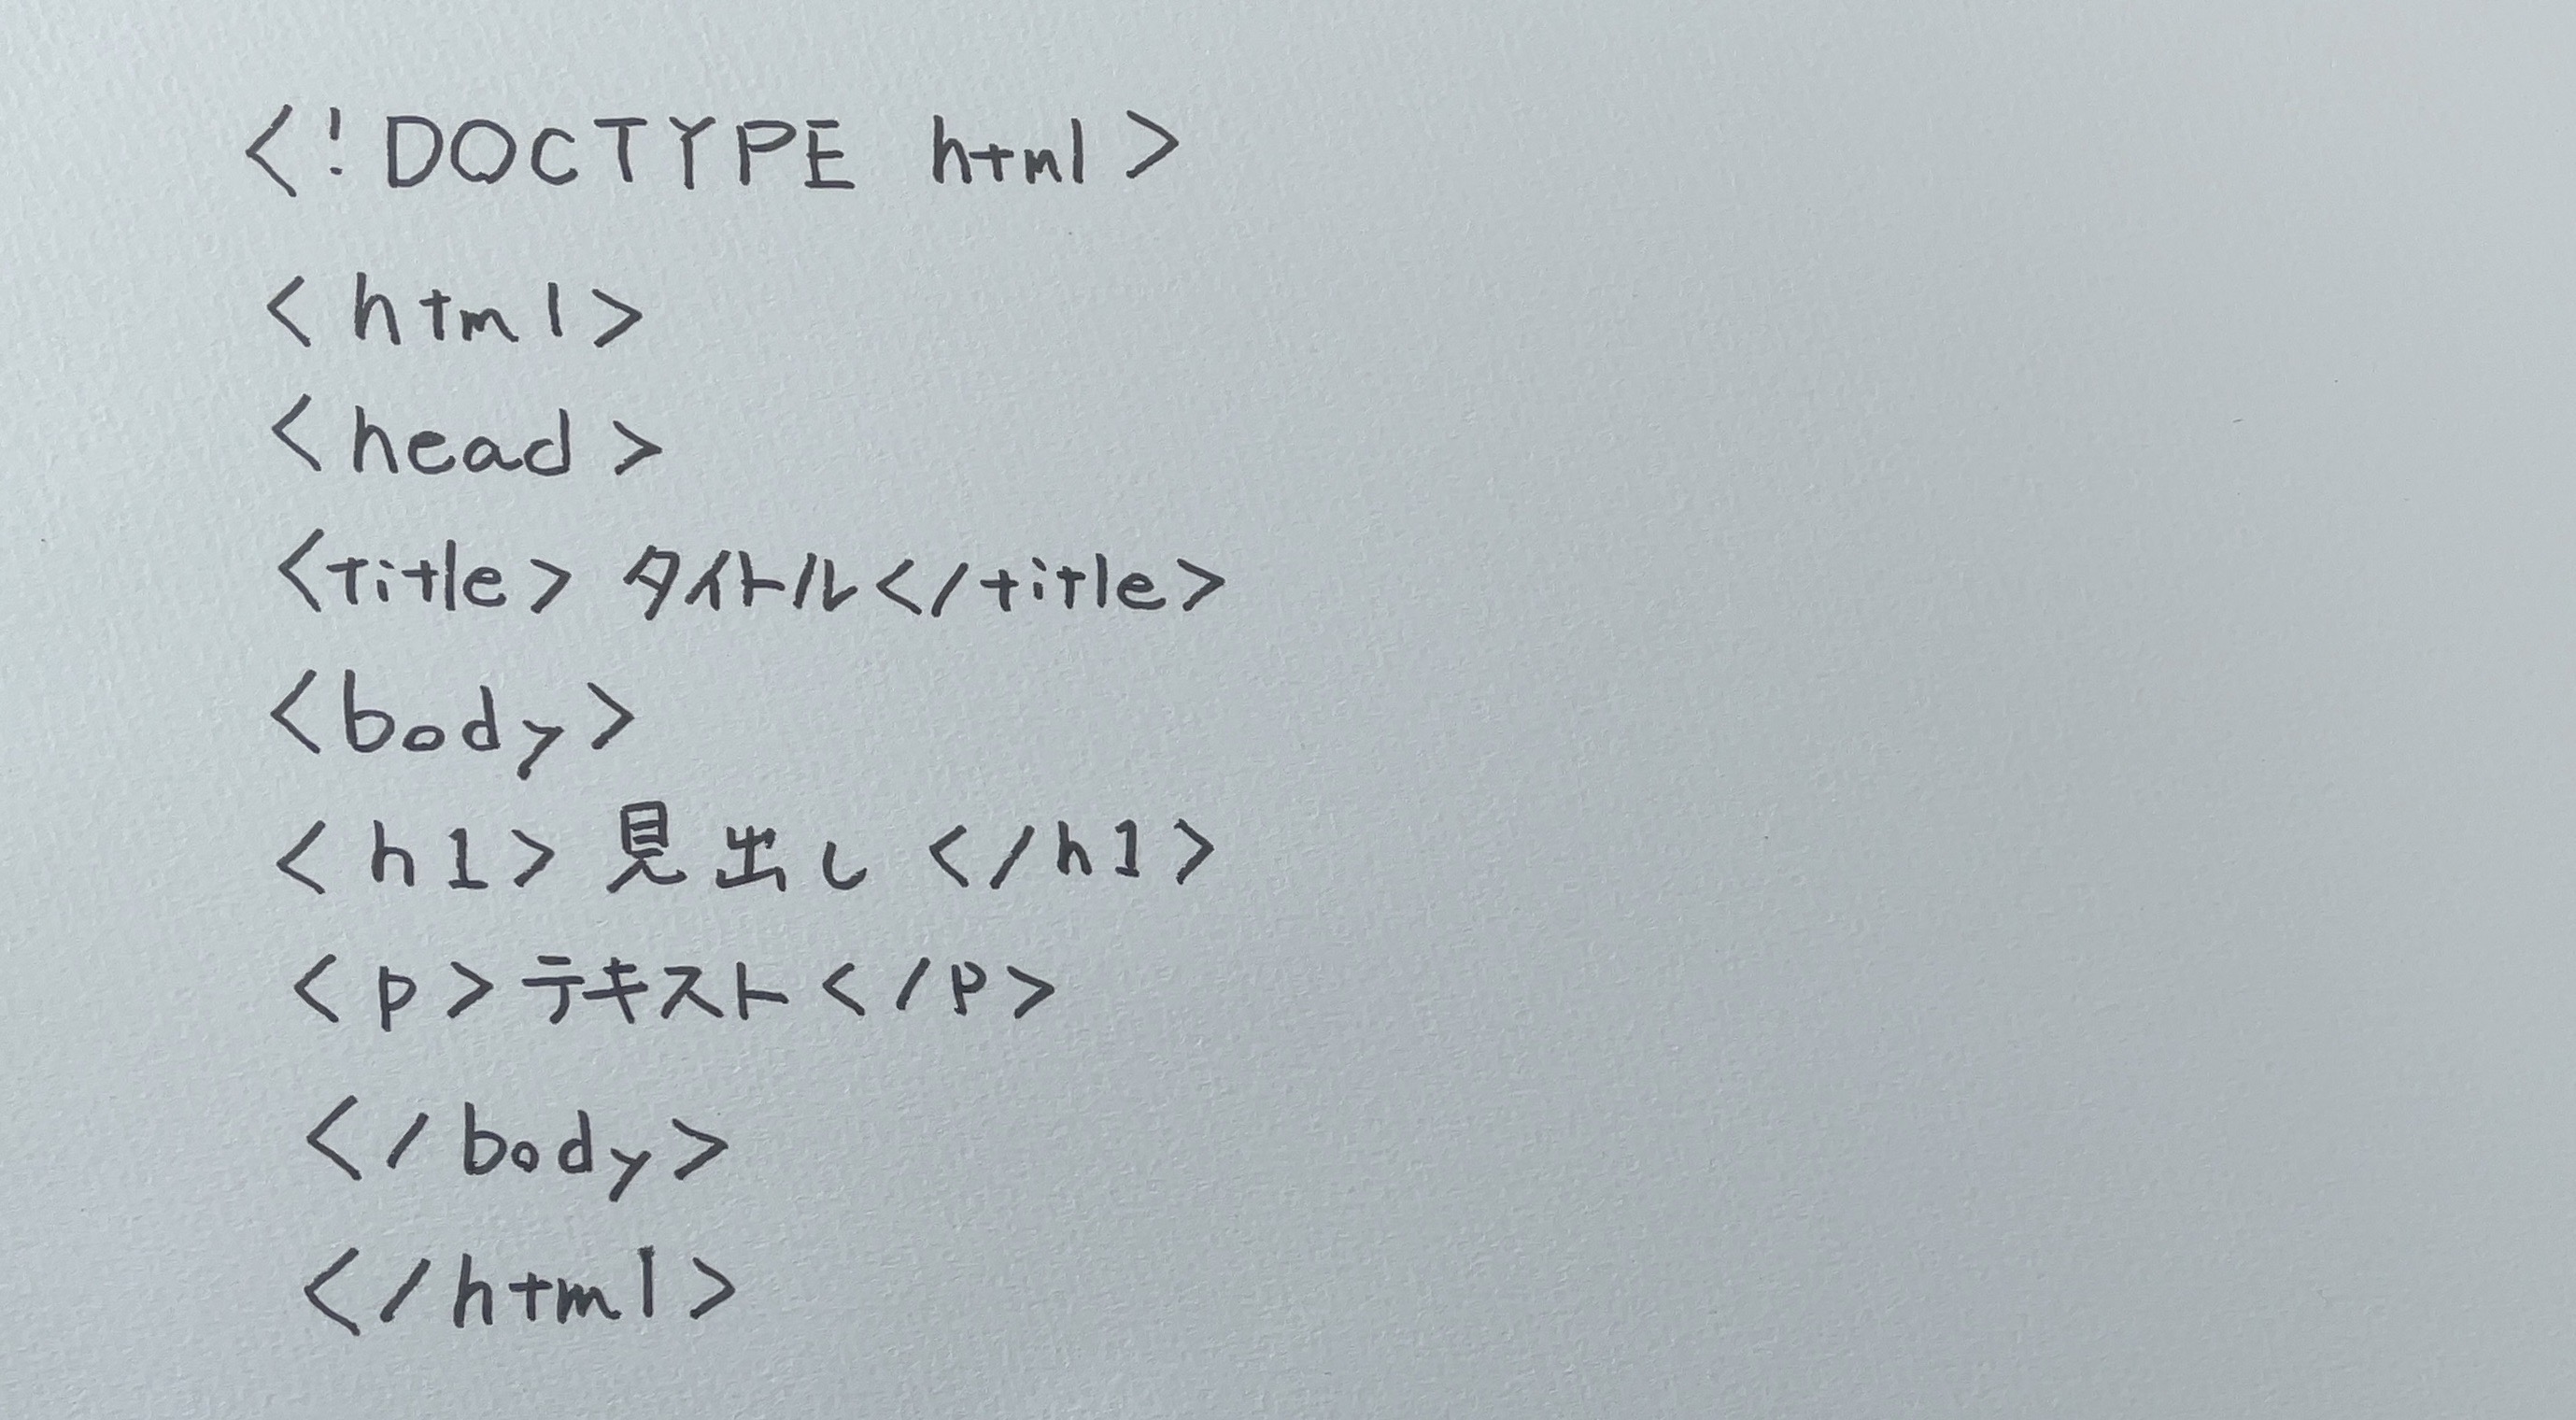 <!DOCTYPE html>
<html>
<head>
<title>タイトル</title>
<body>
<h1>見出し</h1>
<p>テキスト</p>
</body>
</html>